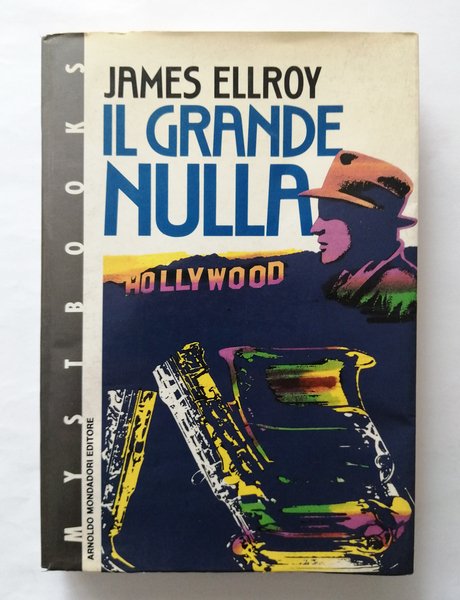 JAMES ELLROY
IL GRANDE
NULLA
HOLLYWOOD
MYSTBOOKS
ARNOLDO MONDADORI EDITORE